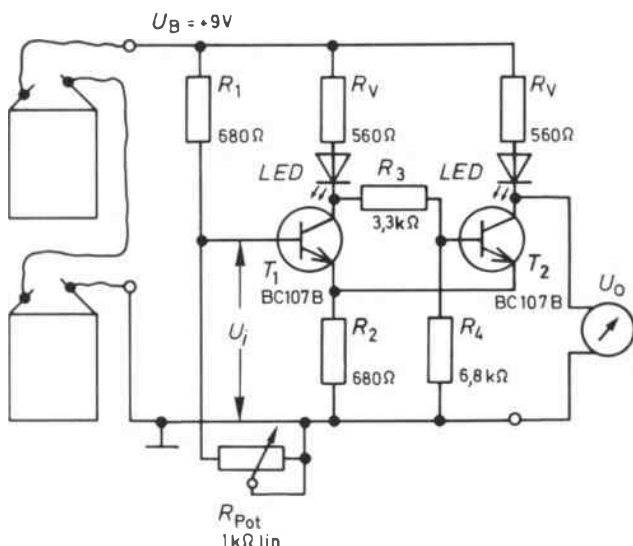 U_B = +9V
R_1
680Ω
R_V
560Ω
LED
R_3
3,3kΩ
LED
R_V
560Ω
T_1
BC107B
T_2
BC107B
U_i
R_2
680Ω
R_4
6,8kΩ
U_o
R_Pot
1kΩ lin